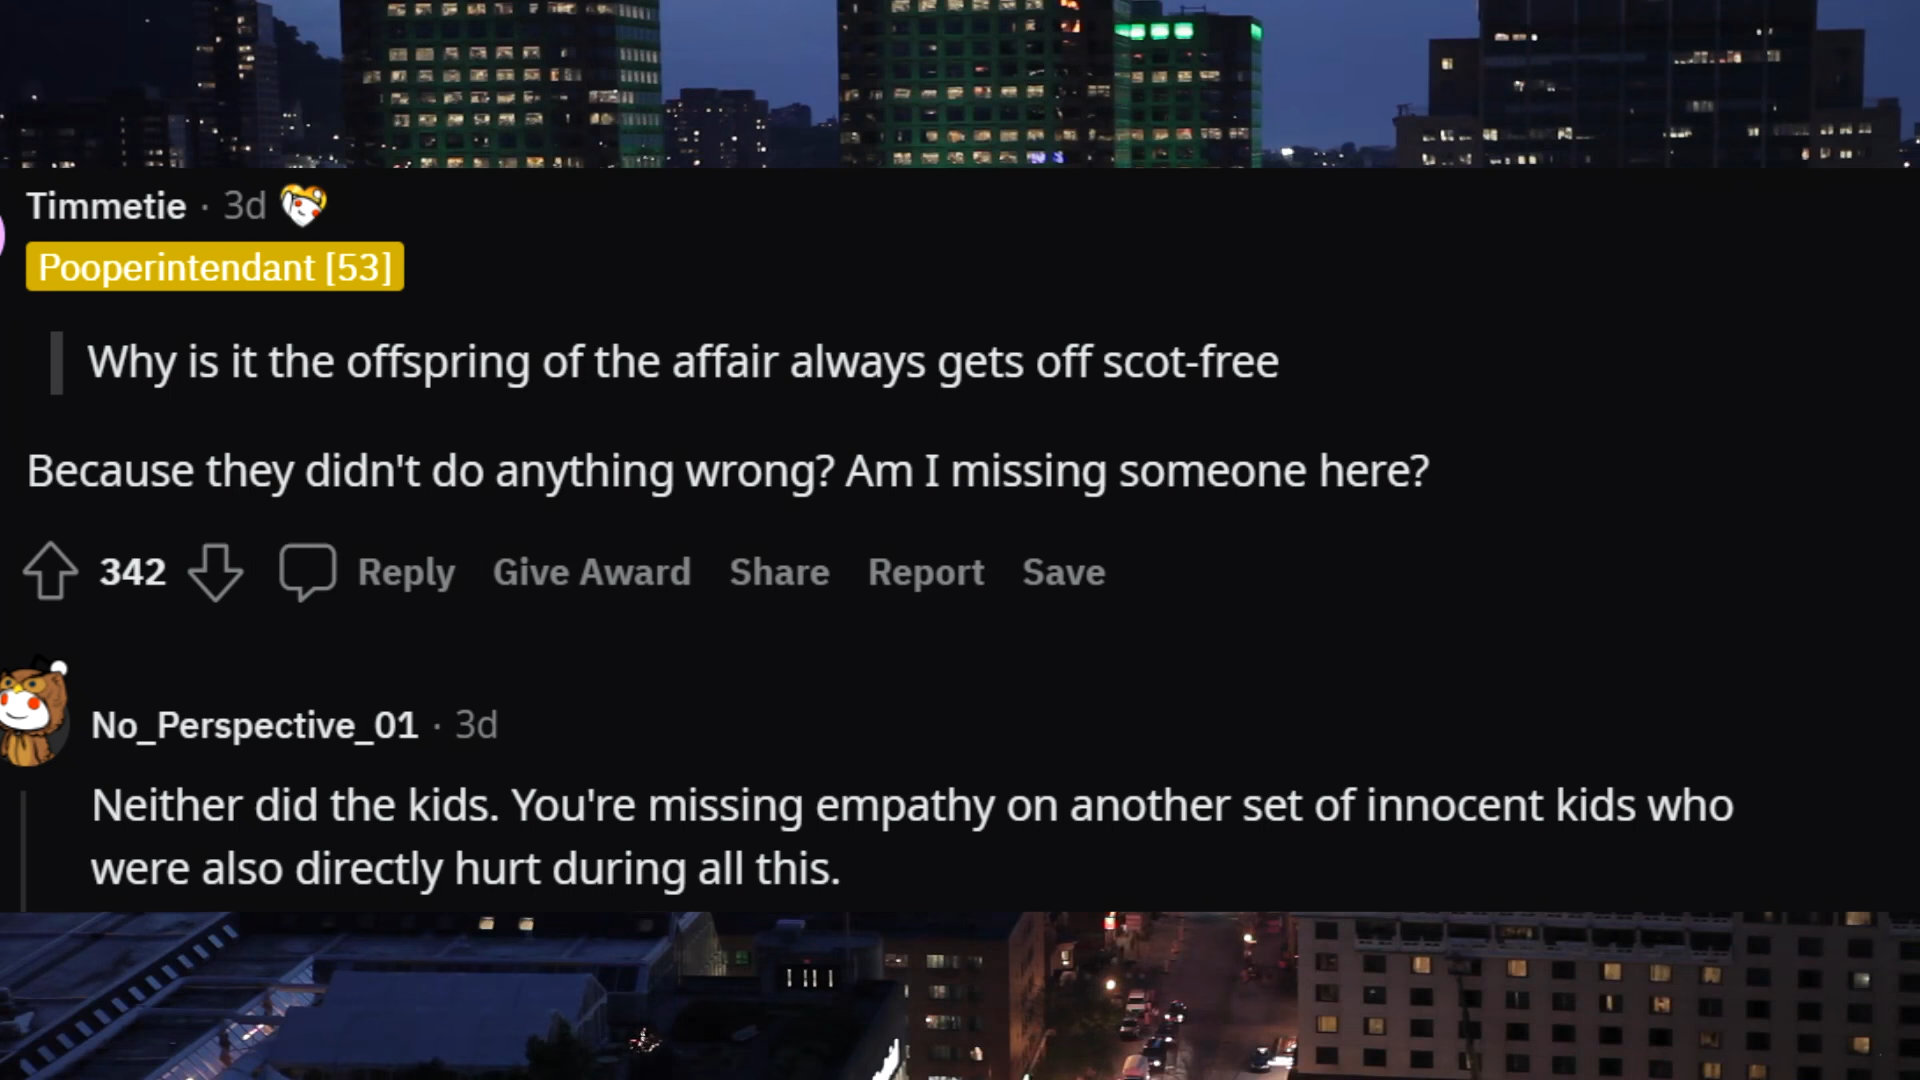 Timmetie · 3d
Pooperintendant [53]
Why is it the offspring of the affair always gets off scot-free
Because they didn't do anything wrong? Am I missing someone here?
342 Reply Give Award Share Report Save
No_Perspective_01 · 3d
Neither did the kids. You're missing empathy on another set of innocent kids who
were also directly hurt during all this.